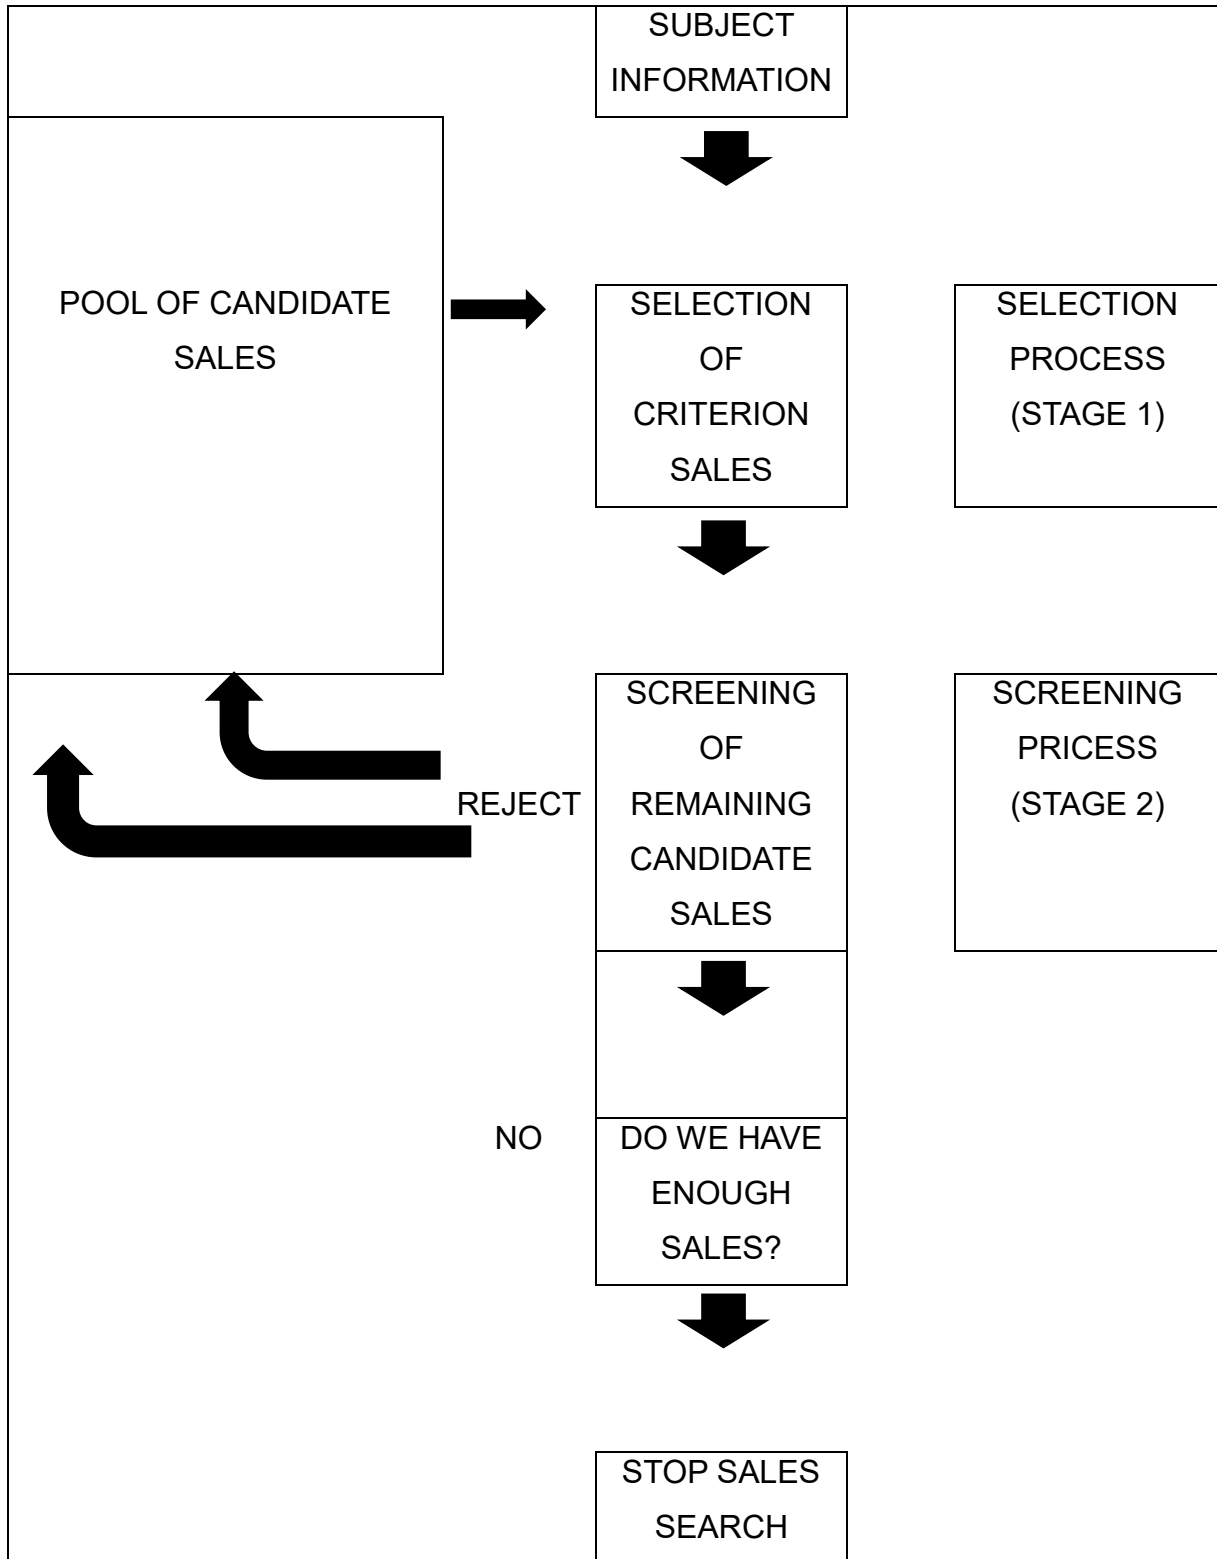 SUBJECT
INFORMATION
POOL OF CANDIDATE
SALES
SELECTION
OF
CRITERION
SALES
SELECTION
PROCESS
(STAGE 1)
REJECT
SCREENING
OF
REMAINING
CANDIDATE
SALES
SCREENING
PRICESS
(STAGE 2)
NO
DO WE HAVE
ENOUGH
SALES?
STOP SALES
SEARCH